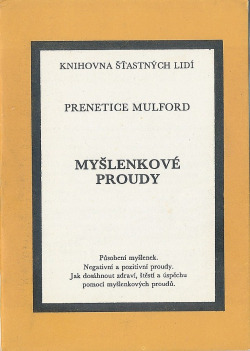 KNIHOVNA ŠŤASTNÝCH LIDÍ
PRENETICE MULFORD
MYŠLENKOVÉ
PROUDY
Působení myšlenek.
Negativní a pozitivní proudy.
Jak dosáhnout zdraví, štěstí a úspěchu
pomocí myšlenkových proudů.